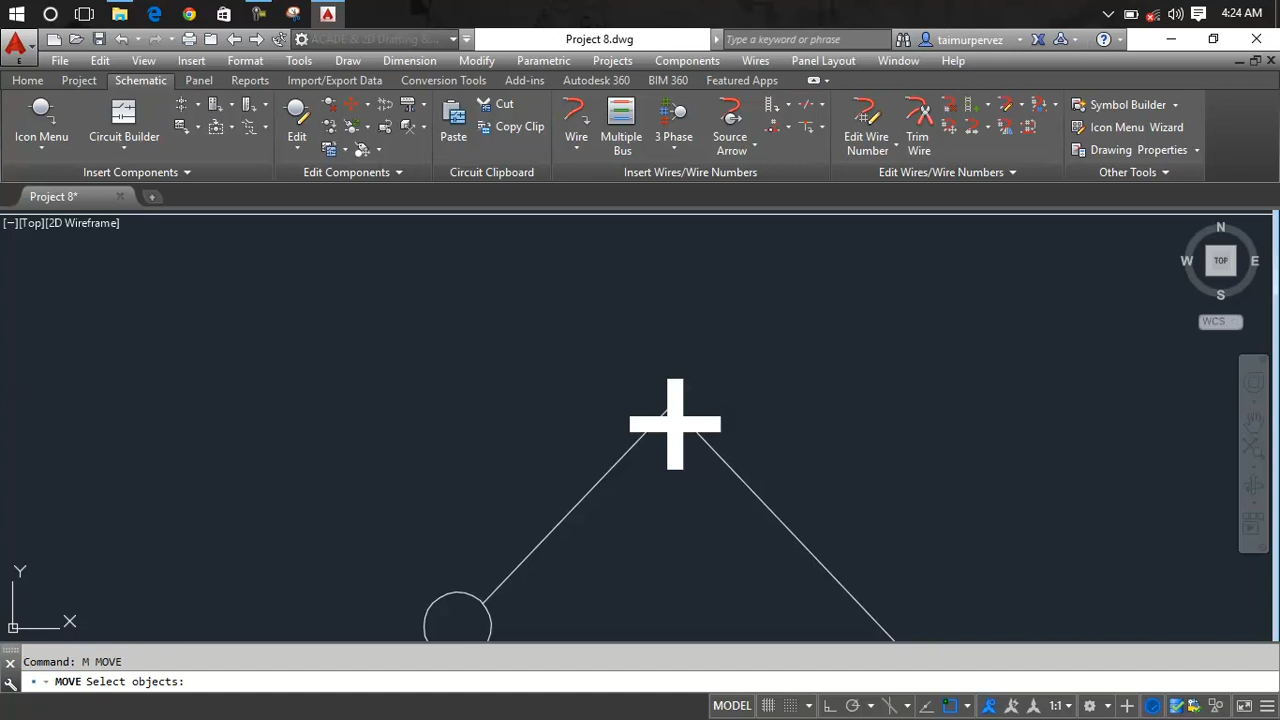 4:24 AM
ACADE & 2D Drafting &
Project 8.dwg
Type a keyword or phrase
taimurpervez
E
File Edit View Insert Format Tools Draw Dimension Modify Parametric Projects Components Wires Panel Layout Window Help
Home Project Schematic Panel Reports Import/Export Data Conversion Tools Add-ins Autodesk 360 BIM 360 Featured Apps
Icon Menu
Circuit Builder
Edit
Paste
Cut
Copy Clip
Wire
Multiple Bus
3 Phase
Source Arrow
Edit Wire Number
Trim Wire
Symbol Builder
Icon Menu Wizard
Drawing Properties
Insert Components
Edit Components
Circuit Clipboard
Insert Wires/Wire Numbers
Edit Wires/Wire Numbers
Other Tools
Project 8*
[−][Top][2D Wireframe]
N
W
TOP
E
S
WCS
Y
X
Command: M MOVE
MOVE Select objects:
MODEL
1:1